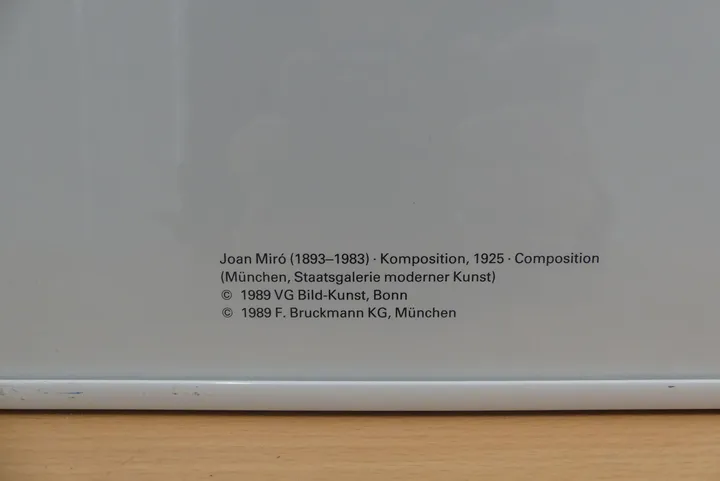 Joan Miró (1893–1983) · Komposition, 1925 · Composition
(München, Staatsgalerie moderner Kunst)
© 1989 VG Bild-Kunst, Bonn
© 1989 F. Bruckmann KG, München